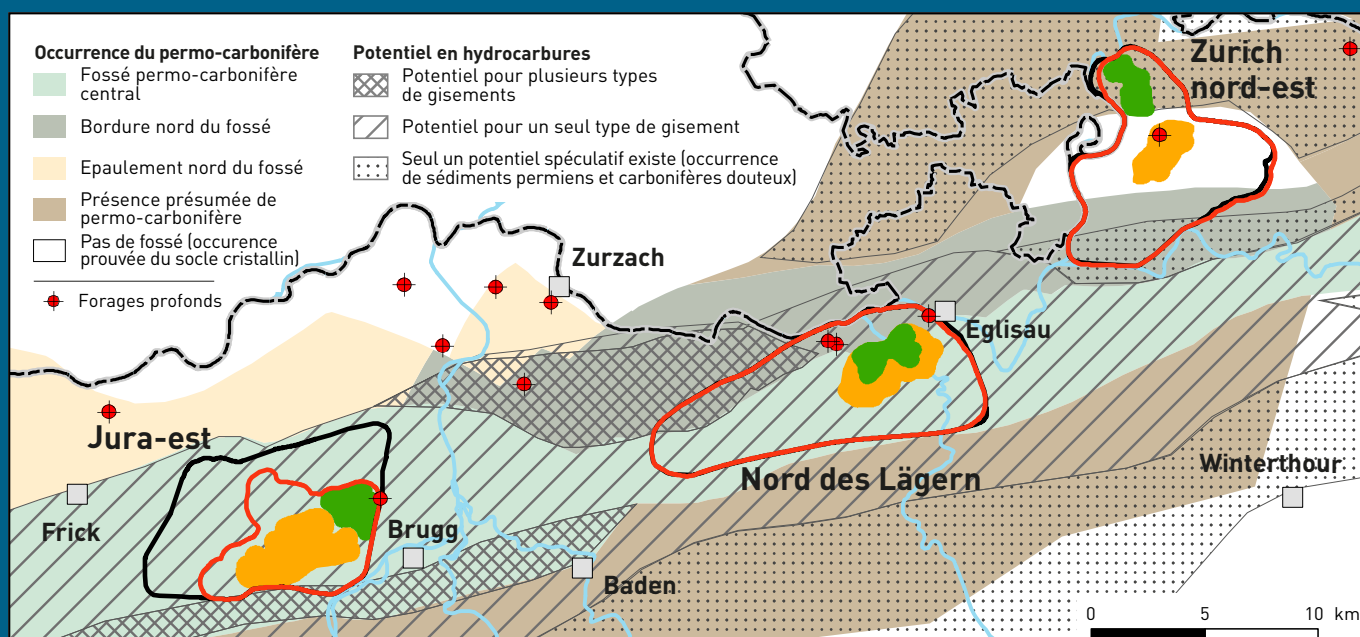 Occurrence du permo-carbonifère
Fossé permo-carbonifère
central
Bordure nord du fossé
Epaulement nord du fossé
Présence présumée de
permo-carbonifère
Pas de fossé (occurence
prouvée du socle cristallin)
Forages profonds
Potentiel en hydrocarbures
Potentiel pour plusieurs types
de gisements
Potentiel pour un seul type de gisement
Seul un potentiel spéculatif existe (occurrence
de sédiments permiens et carbonifères douteux)
Zurich
nord-est
Zurzach
Eglisau
Jura-est
Nord des Lägern
Winterthour
Frick
Brugg
Baden
0 5 10 km